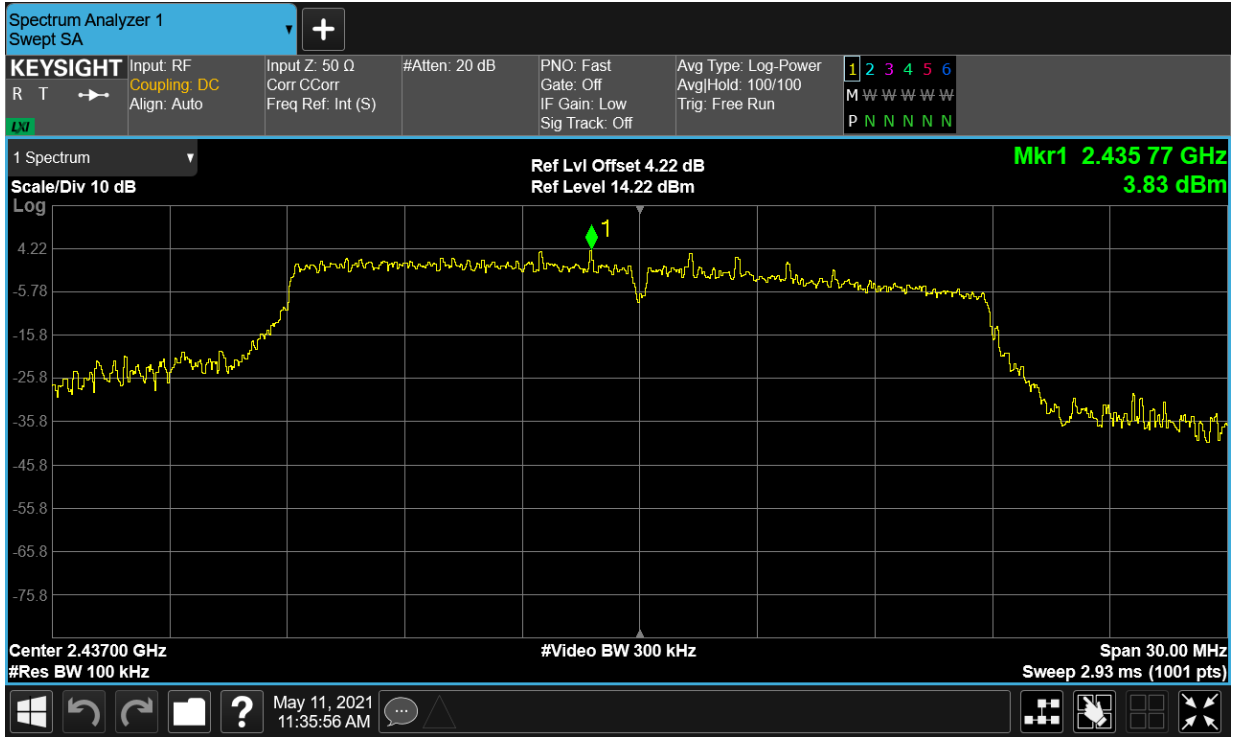 Spectrum Analyzer 1
Swept SA
+
KEYSIGHT
R T
LXI
Input: RF
Coupling: DC
Align: Auto
Input Z: 50 Ω
Corr CCorr
Freq Ref: Int (S)
#Atten: 20 dB
PNO: Fast
Gate: Off
IF Gain: Low
Sig Track: Off
Avg Type: Log-Power
Avg|Hold: 100/100
Trig: Free Run
1 2 3 4 5 6
M W W W W W
P N N N N N
1 Spectrum
Scale/Div 10 dB
Log
Ref Lvl Offset 4.22 dB
Ref Level 14.22 dBm
Mkr1 2.435 77 GHz
3.83 dBm
1
4.22
-5.78
-15.8
-25.8
-35.8
-45.8
-55.8
-65.8
-75.8
Center 2.43700 GHz
#Res BW 100 kHz
#Video BW 300 kHz
Span 30.00 MHz
Sweep 2.93 ms (1001 pts)
?
May 11, 2021
11:35:56 AM